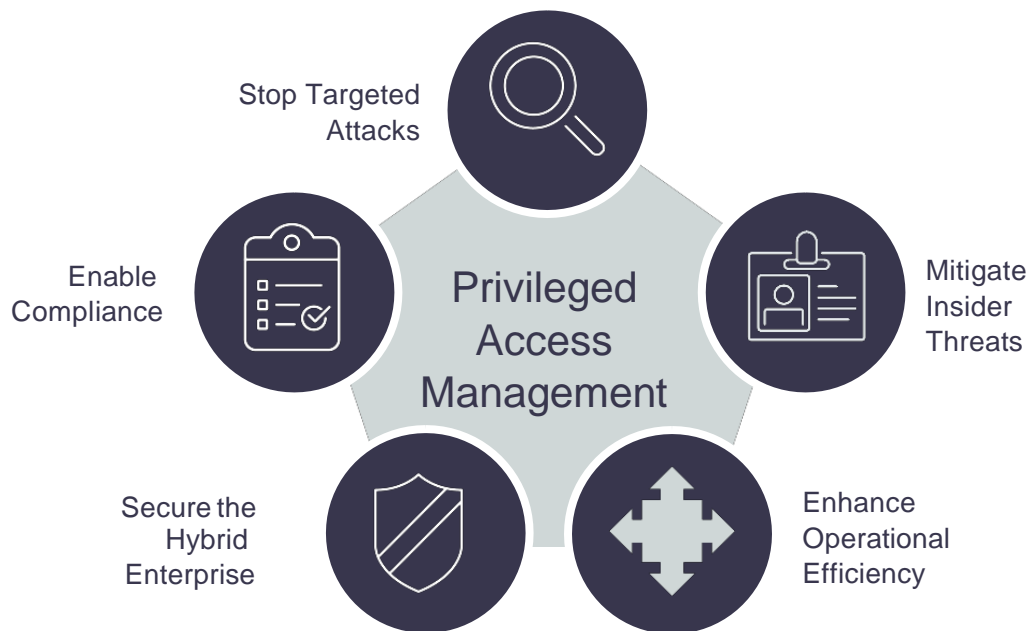 Stop Targeted
Attacks
Enable
Compliance
Privileged
Access
Management
Mitigate
Insider
Threats
Secure the
Hybrid
Enterprise
Enhance
Operational
Efficiency